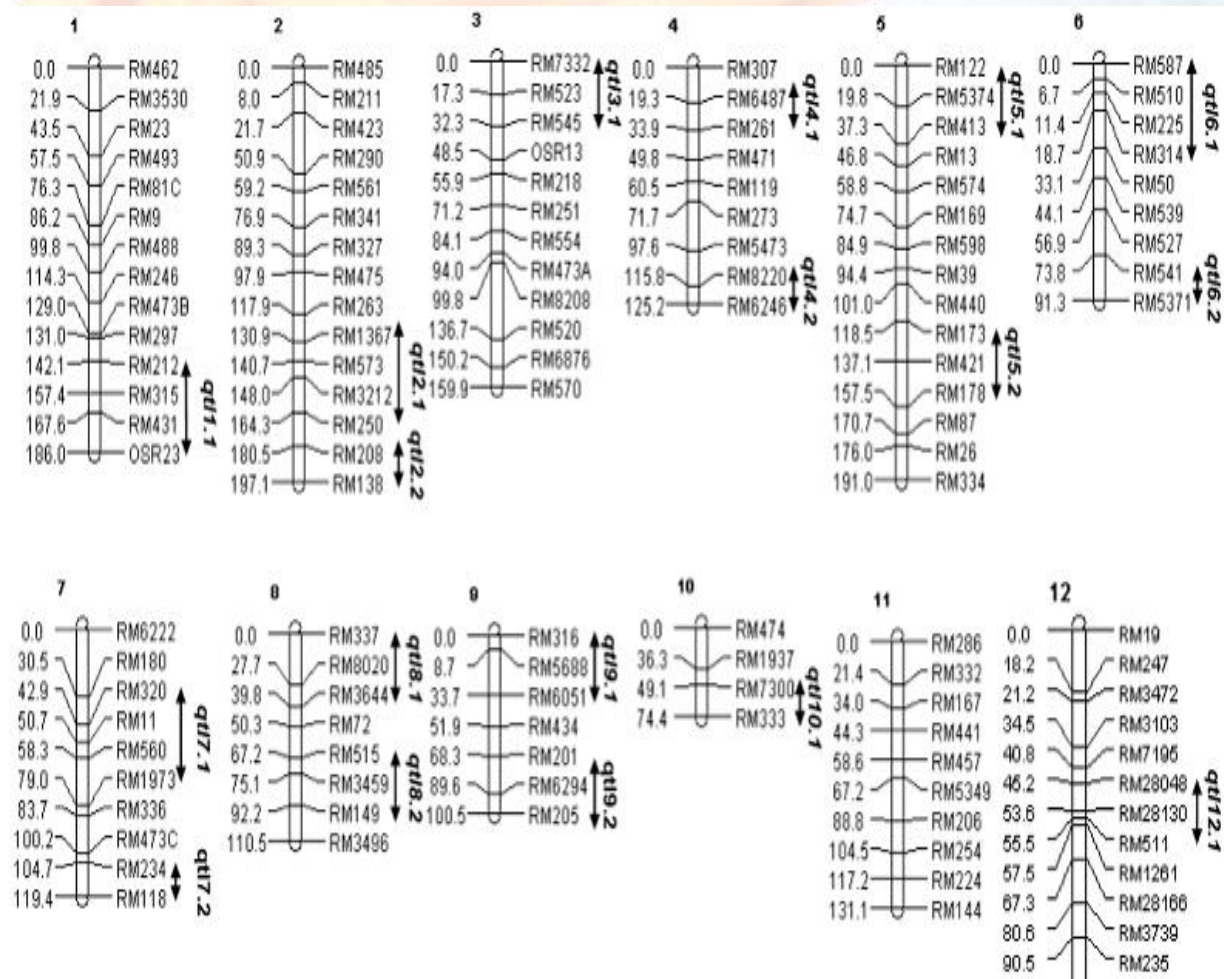 1
0.0 RM462
21.9 RM3530
43.5 RM23
57.5 RM493
76.3 RM81C
86.2 RM9
99.8 RM488
114.3 RM246
129.0 RM473B
131.0 RM297
142.1 RM212
157.4 RM315
167.6 RM431
186.0 OSR23
qtl1.1
2
0.0 RM485
8.0 RM211
21.7 RM423
50.9 RM290
59.2 RM561
76.9 RM341
89.3 RM327
97.9 RM475
117.9 RM263
130.9 RM1367
140.7 RM573
148.0 RM3212
164.3 RM250
180.5 RM208
197.1 RM138
qtl2.1
qtl2.2
3
0.0 RM7332
17.3 RM523
32.3 RM545
48.5 OSR13
55.9 RM218
71.2 RM251
84.1 RM554
94.0 RM473A
99.8 RM8208
136.7 RM520
150.2 RM6876
159.9 RM570
qtl3.1
4
0.0 RM307
19.3 RM6487
33.9 RM261
49.8 RM471
60.5 RM119
71.7 RM273
97.6 RM5473
115.8 RM8220
125.2 RM6246
qtl4.1
qtl4.2
5
0.0 RM122
19.8 RM5374
37.3 RM413
46.8 RM13
58.8 RM574
74.7 RM169
84.9 RM598
94.4 RM39
101.0 RM440
118.5 RM173
137.1 RM421
157.5 RM178
170.7 RM87
176.0 RM26
191.0 RM334
qtl5.1
qtl5.2
6
0.0 RM587
6.7 RM510
11.4 RM225
18.7 RM314
33.1 RM50
44.1 RM539
56.9 RM527
73.8 RM541
91.3 RM5371
qtl6.1
qtl6.2
7
0.0 RM6222
30.5 RM180
42.9 RM320
50.7 RM11
58.3 RM560
79.0 RM1973
83.7 RM336
100.2 RM473C
104.7 RM234
119.4 RM118
qtl7.1
qtl7.2
8
0.0 RM337
27.7 RM8020
39.8 RM3644
50.3 RM72
67.2 RM515
75.1 RM3459
92.2 RM149
110.5 RM3496
qtl8.1
qtl8.2
9
0.0 RM316
8.7 RM5688
33.7 RM6051
51.9 RM434
68.3 RM201
89.6 RM6294
100.5 RM205
qtl9.1
qtl9.2
10
0.0 RM474
36.3 RM1937
49.1 RM7300
74.4 RM333
qtl10.1
11
0.0 RM286
21.4 RM332
34.0 RM167
44.3 RM441
58.6 RM457
67.2 RM5349
88.8 RM206
104.5 RM254
117.2 RM224
131.1 RM144
12
0.0 RM19
18.2 RM247
21.2 RM3472
34.5 RM3103
40.8 RM7195
45.2 RM28048
53.6 RM28130
55.5 RM511
57.5 RM1261
67.3 RM28166
80.6 RM3739
90.5 RM235
qtl12.1